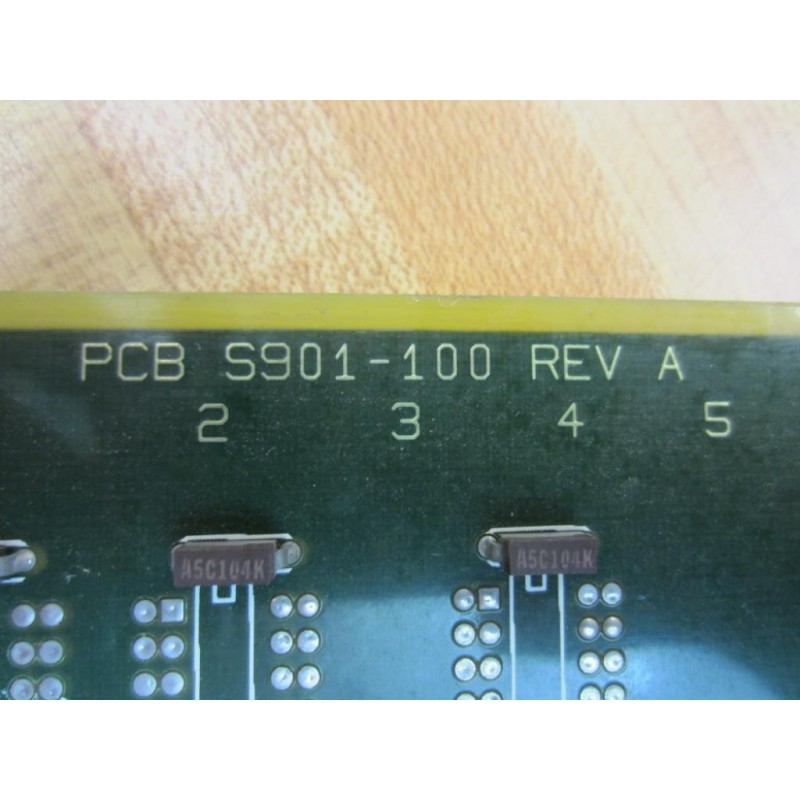 PCB S901-100 REV A
2 3 4 5
A5C104K A5C104K